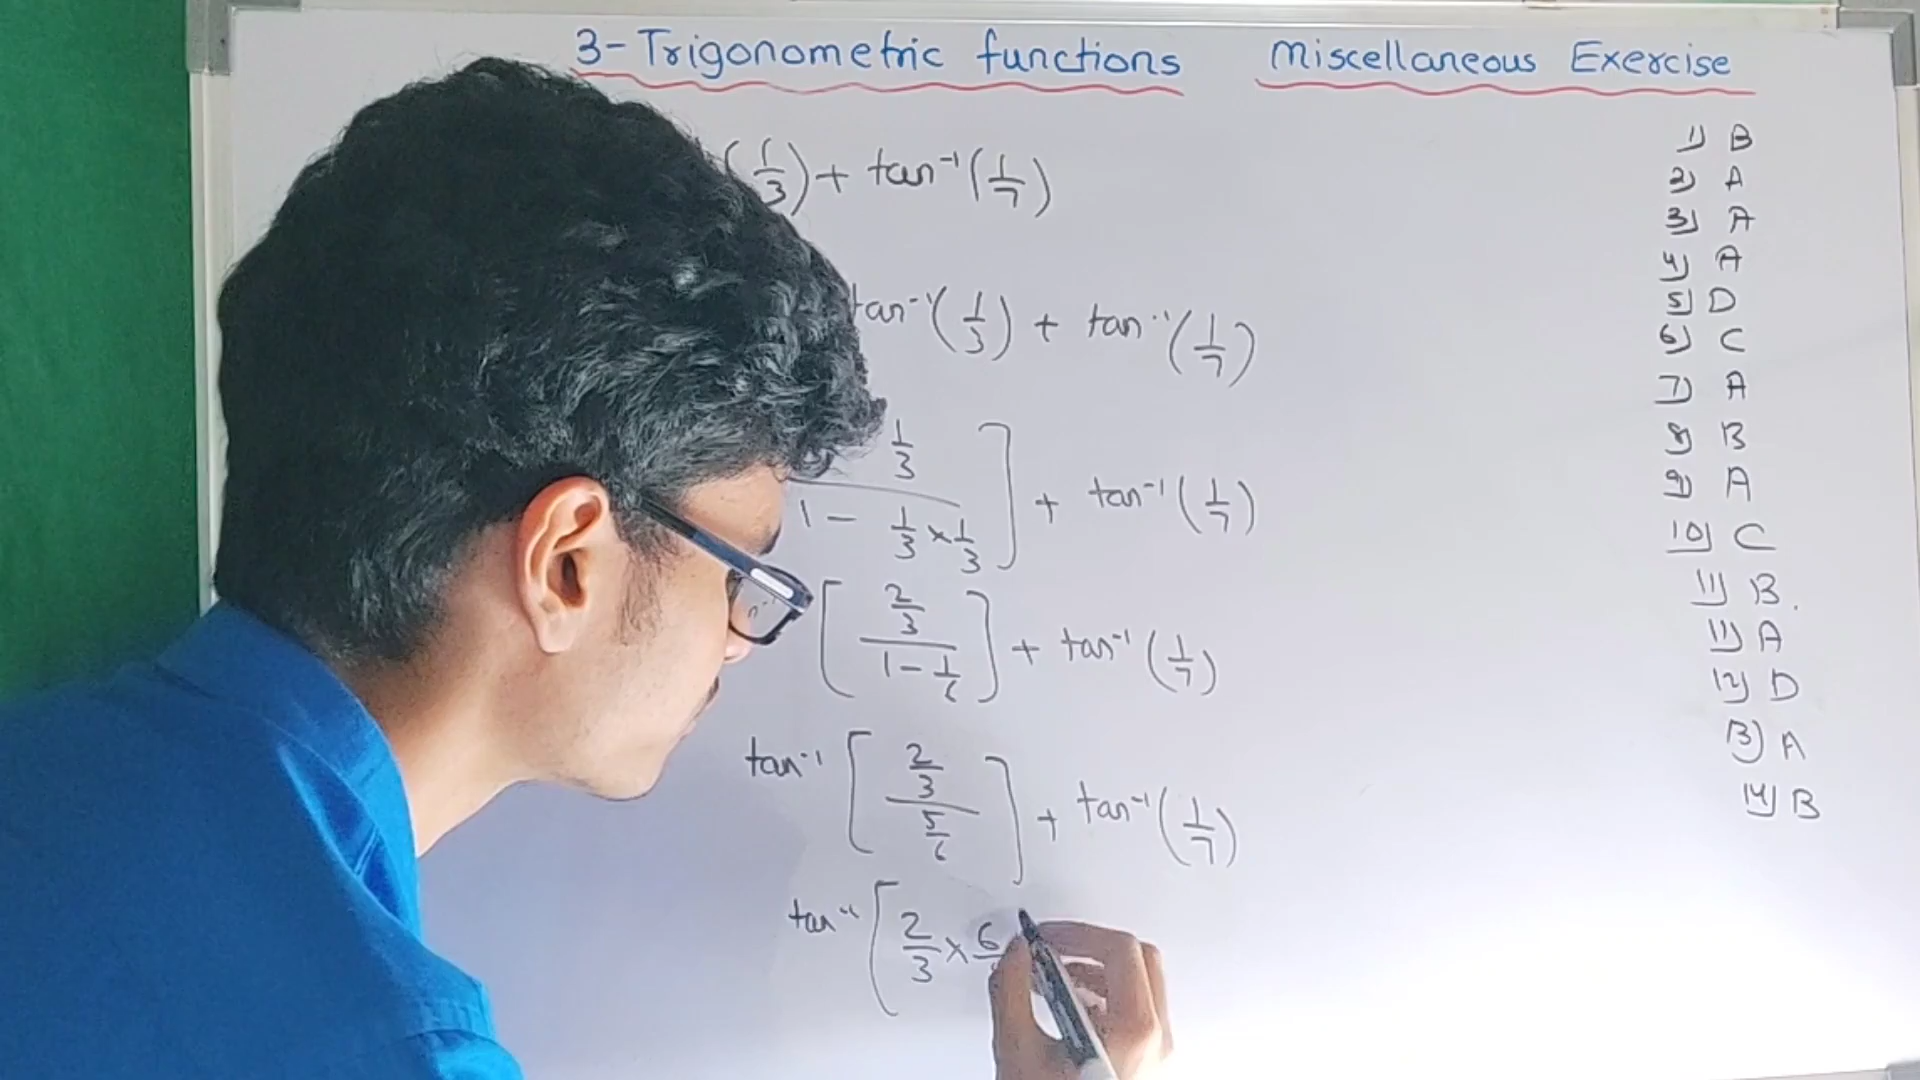 3-Trigonometric functions Miscellaneous Exercise
(1/3) + tan⁻¹ (1/7)
tan⁻¹ (1/3) + tan⁻¹ (1/7)
1/3 / 1 - 1/3 × 1/3 ] + tan⁻¹ (1/7)
[ 2/3 / 1 - 1/6 ] + tan⁻¹ (1/7)
tan⁻¹ [ 2/3 / 5/6 ] + tan⁻¹ (1/7)
tan⁻¹ [ 2/3 × 6
1) B
2) A
3) A
4) A
5) D
6) C
7) A
8) B
9) A
10) C
11) B.
11) A
12) D
13) A
14) B